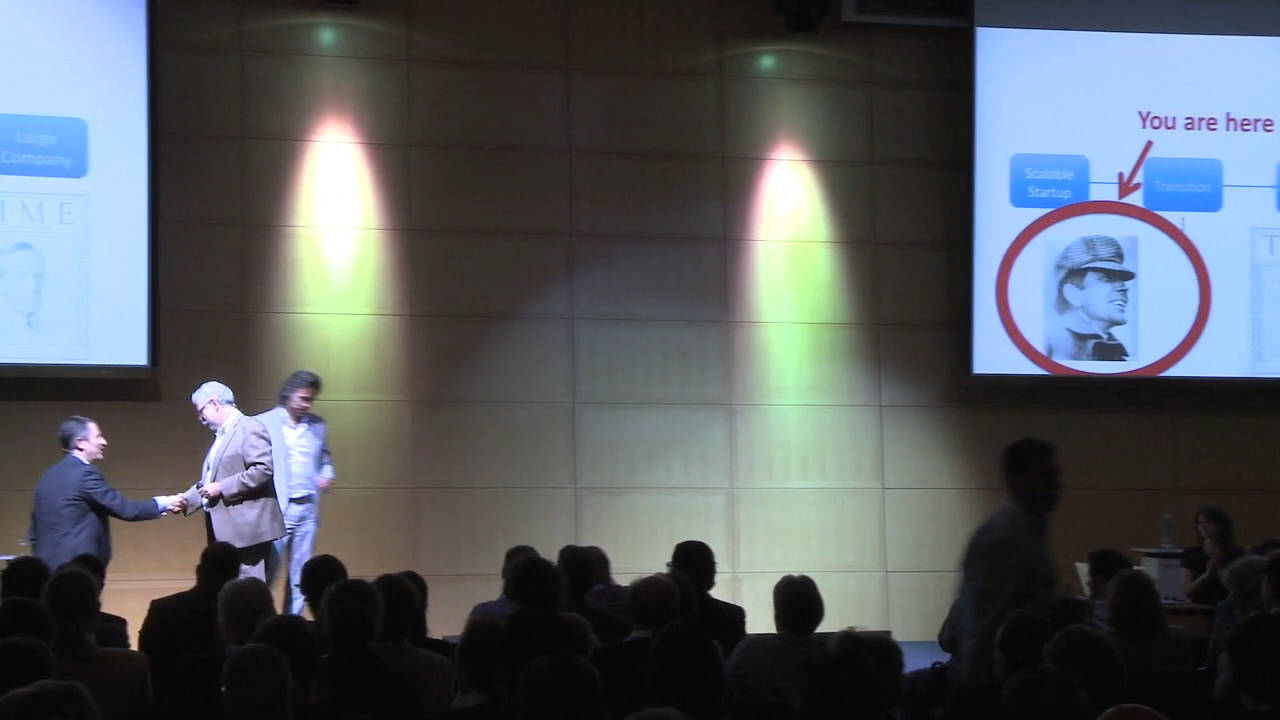 Large
Company
IME
You are here
Scalable
Startup
Transition
T